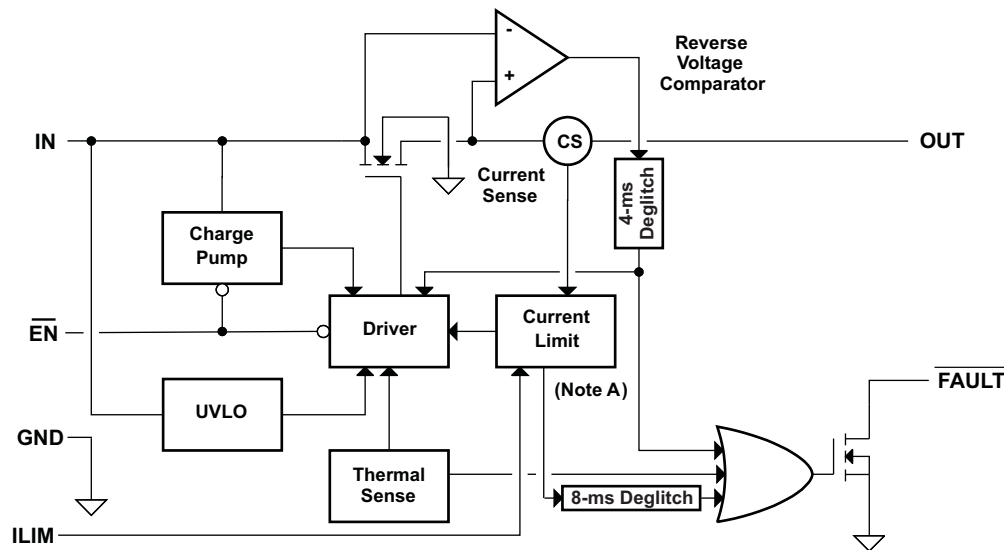 -
+
Reverse
Voltage
Comparator
IN
CS
OUT
Current
Sense
4-ms
Deglitch
Charge
Pump
EN
Driver
Current
Limit
(Note A)
FAULT
UVLO
GND
Thermal
Sense
8-ms Deglitch
ILIM